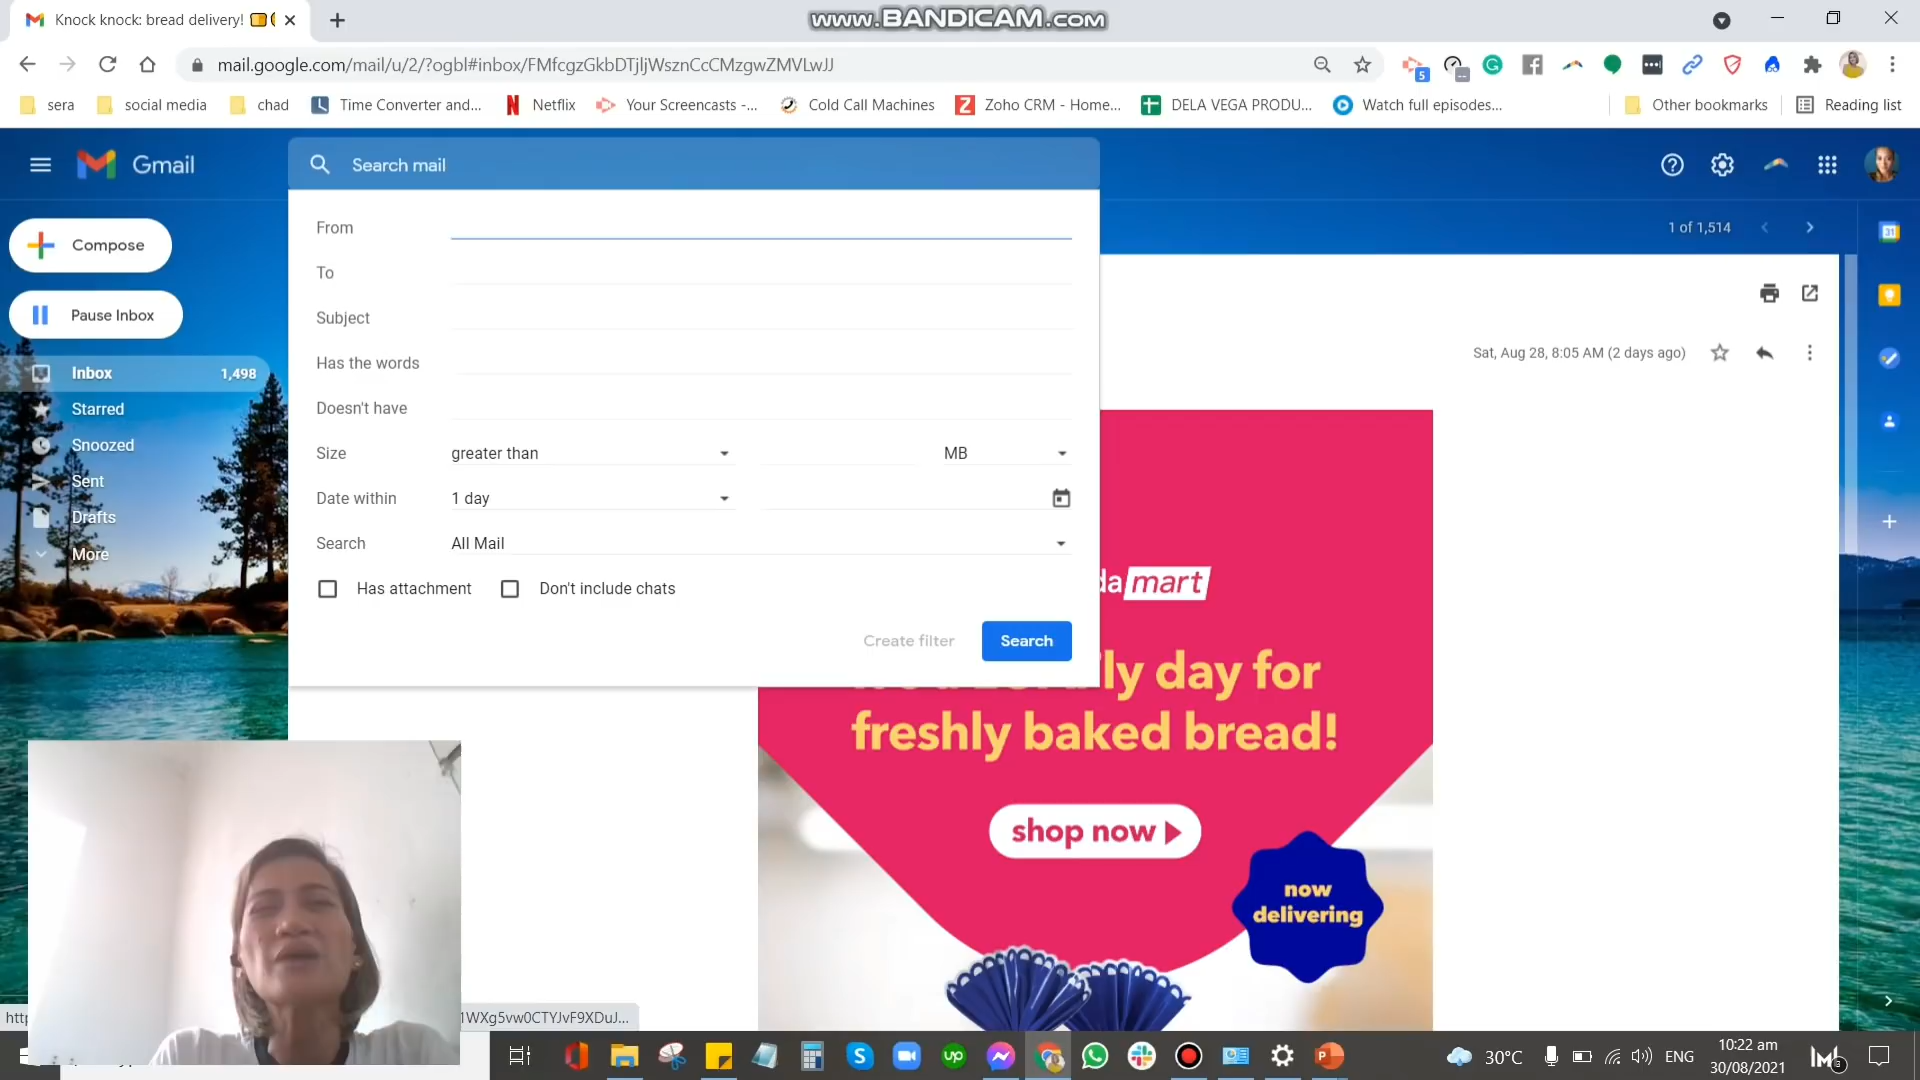 Knock knock: bread delivery!
www.BANDICAM.com
mail.google.com/mail/u/2/?ogbl#inbox/FMfcgzGkbDTjljWsznCcCMzgwZMVLwJJ
5
sera
social media
chad
Time Converter and...
Netflix
Your Screencasts -...
Cold Call Machines
Zoho CRM - Home...
DELA VEGA PRODU...
Watch full episodes...
Other bookmarks
Reading list
Gmail
Search mail
Compose
Pause Inbox
Inbox 1,498
Starred
Snoozed
Sent
Drafts
More
From
To
Subject
Has the words
Doesn't have
Size greater than MB
Date within 1 day
Search All Mail
Has attachment Don't include chats
Create filter Search
1 of 1,514
31
Sat, Aug 28, 8:05 AM (2 days ago)
mart
ly day for
freshly baked bread!
shop now
now
delivering
1WXg5vw0CTYJvF9XDuJ...
30°C
ENG
10:22 am
30/08/2021
3